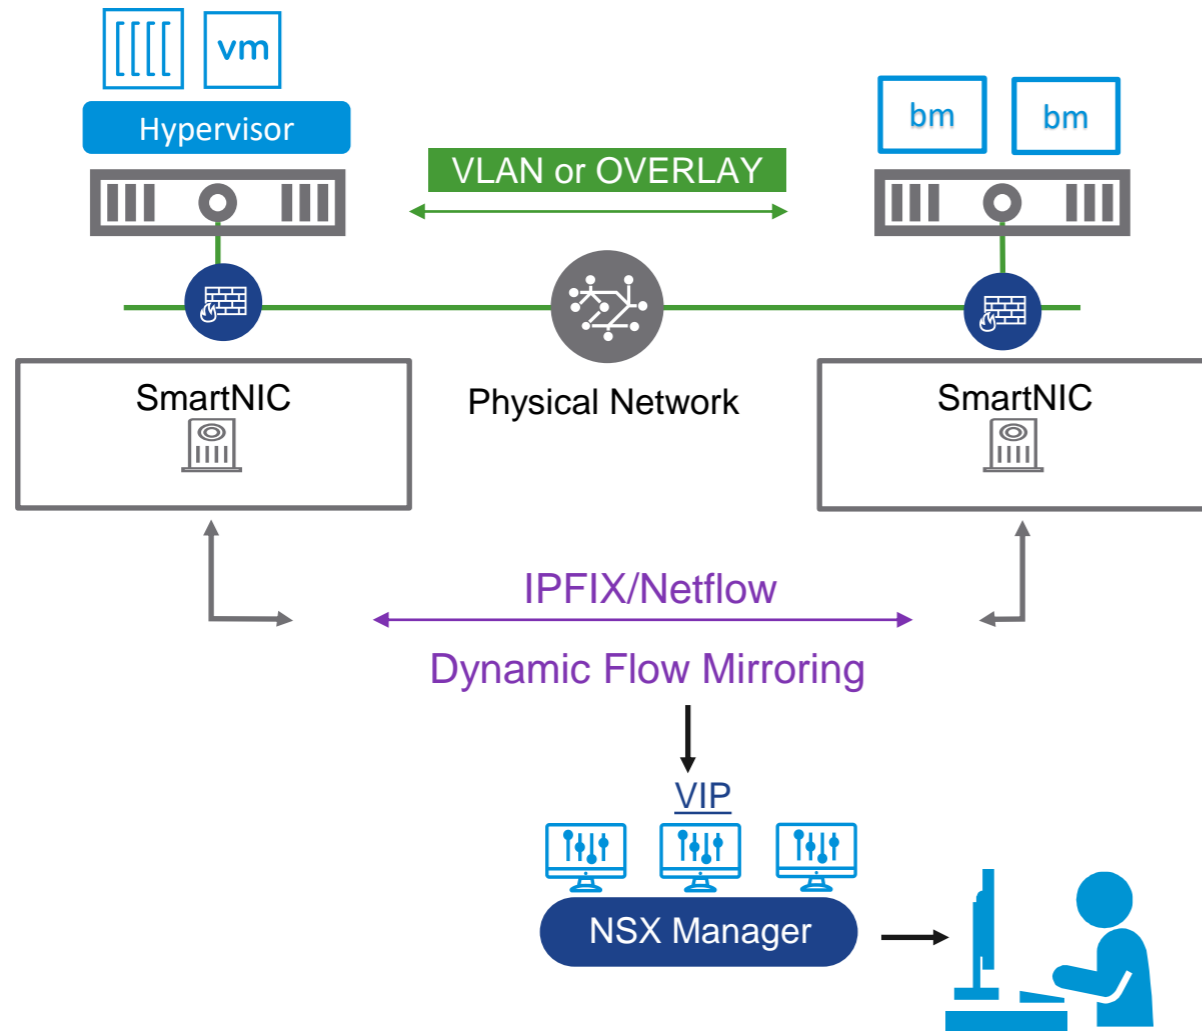 vm
Hypervisor
bm
bm
VLAN or OVERLAY
SmartNIC
Physical Network
SmartNIC
IPFIX/Netflow
Dynamic Flow Mirroring
VIP
NSX Manager